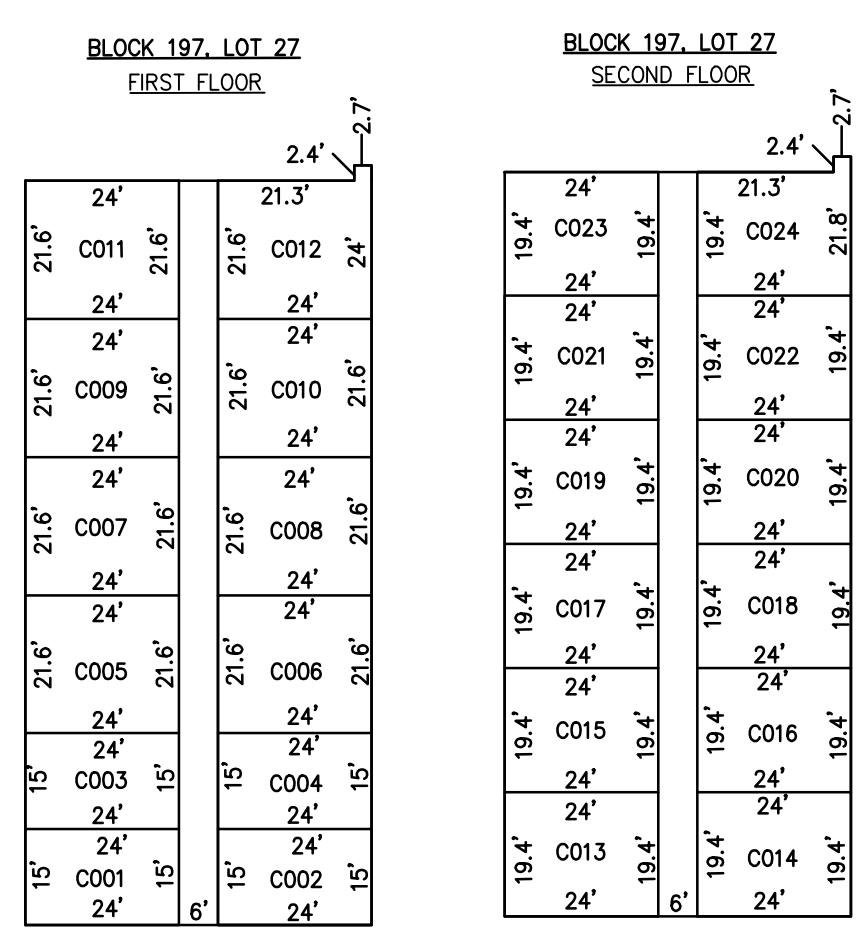 BLOCK 197, LOT 27
FIRST FLOOR
2.7'
2.4'
24' 21.3'
21.6' C011 21.6' 21.6' C012 24'
24' 24'
24' 24'
21.6' C009 21.6' 21.6' C010 21.6'
24' 24'
24' 24'
21.6' C007 21.6' 21.6' C008 21.6'
24' 24'
24' 24'
21.6' C005 21.6' 21.6' C006 21.6'
24' 24'
24' 24'
15' C003 15' 15' C004 15'
24' 24'
24' 24'
15' C001 15' 15' C002 15'
24' 6' 24'
BLOCK 197, LOT 27
SECOND FLOOR
2.7'
2.4'
24' 21.3'
19.4' C023 19.4' 19.4' C024 21.8'
24' 24'
24' 24'
19.4' C021 19.4' 19.4' C022 19.4'
24' 24'
24' 24'
19.4' C019 19.4' 19.4' C020 19.4'
24' 24'
24' 24'
19.4' C017 19.4' 19.4' C018 19.4'
24' 24'
24' 24'
19.4' C015 19.4' 19.4' C016 19.4'
24' 24'
24' 24'
19.4' C013 19.4' 19.4' C014 19.4'
24' 6' 24'